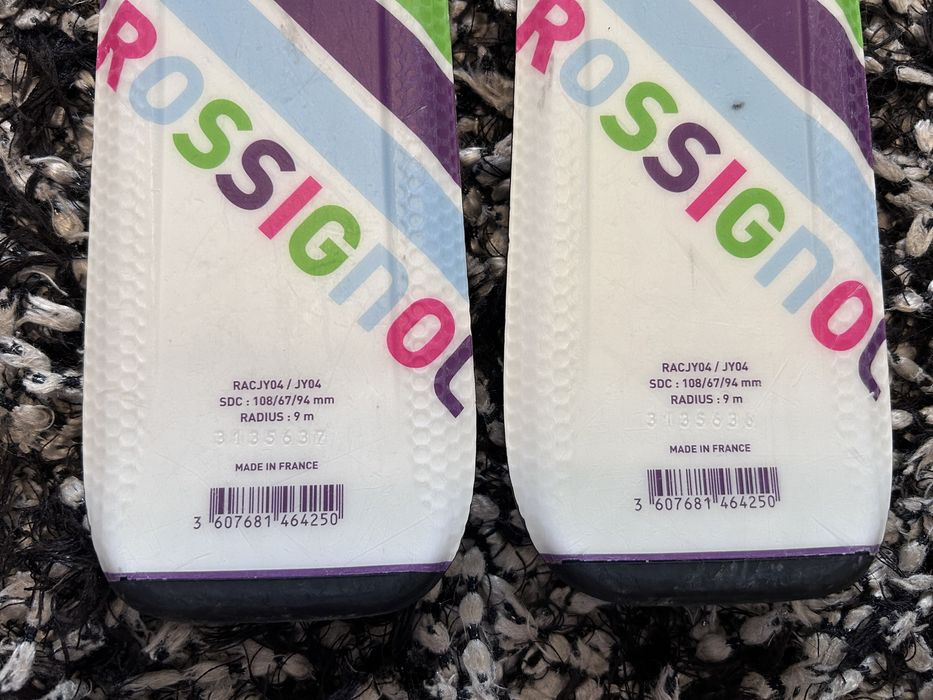 ROSSIGNOL
RACJY04 / JY04
SDC : 108/67/94 mm
RADIUS : 9 m
3135637
MADE IN FRANCE
3 607681 464250
ROSSIGNOL
RACJY04 / JY04
SDC : 108/67/94 mm
RADIUS : 9 m
3135636
MADE IN FRANCE
3 607681 464250